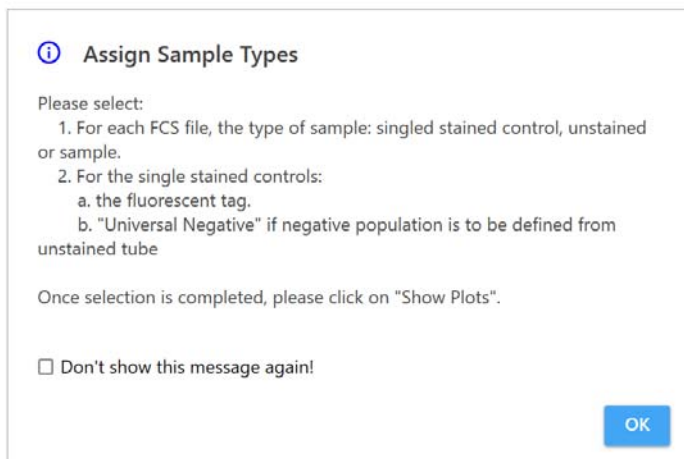 Assign Sample Types
Please select:
1. For each FCS file, the type of sample: singled stained control, unstained
or sample.
2. For the single stained controls:
a. the fluorescent tag.
b. "Universal Negative" if negative population is to be defined from
unstained tube
Once selection is completed, please click on "Show Plots".
Don't show this message again!
OK